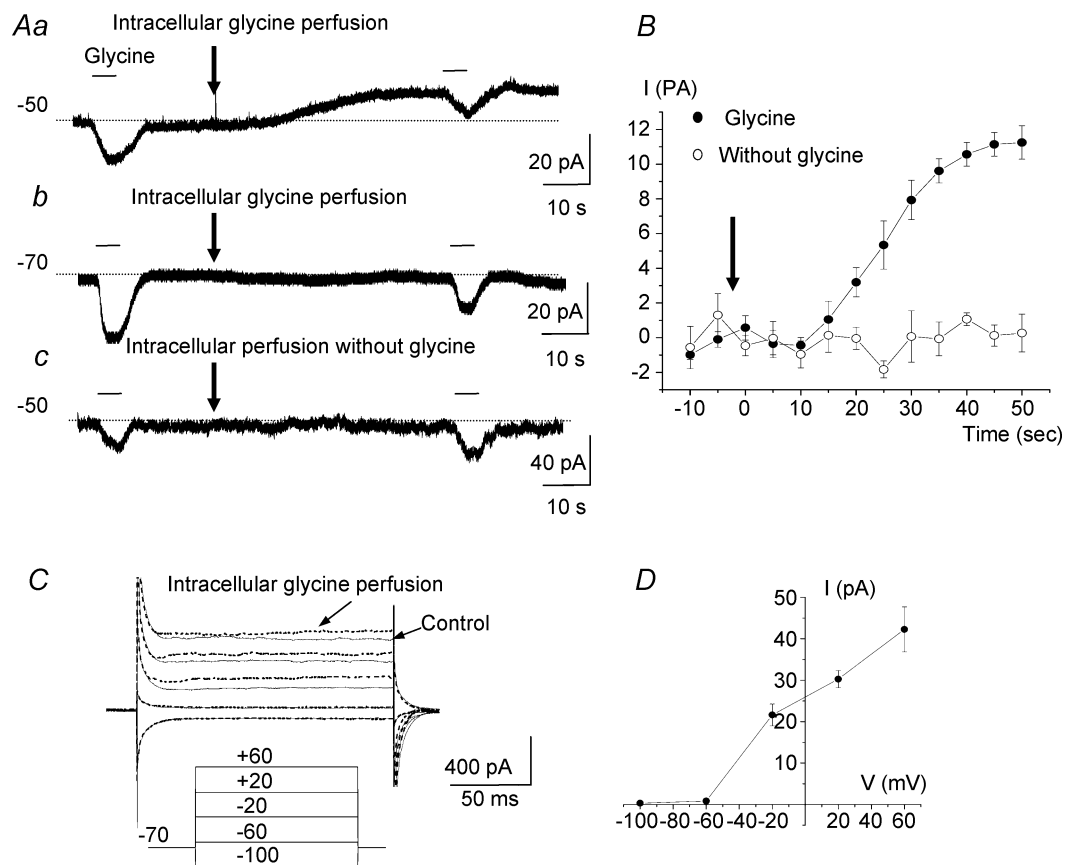 Aa
Intracellular glycine perfusion
Glycine
-50
20 pA
10 s
b
Intracellular glycine perfusion
-70
20 pA
10 s
c
Intracellular perfusion without glycine
-50
40 pA
10 s
B
I (PA)
Glycine
Without glycine
12
10
8
6
4
2
0
-2
-10 0 10 20 30 40 50
Time (sec)
C
Intracellular glycine perfusion
Control
400 pA
50 ms
+60
+20
-20
-60
-100
-70
D
I (pA)
50
40
30
20
10
V (mV)
-100 -80 -60 -40 -20 20 40 60